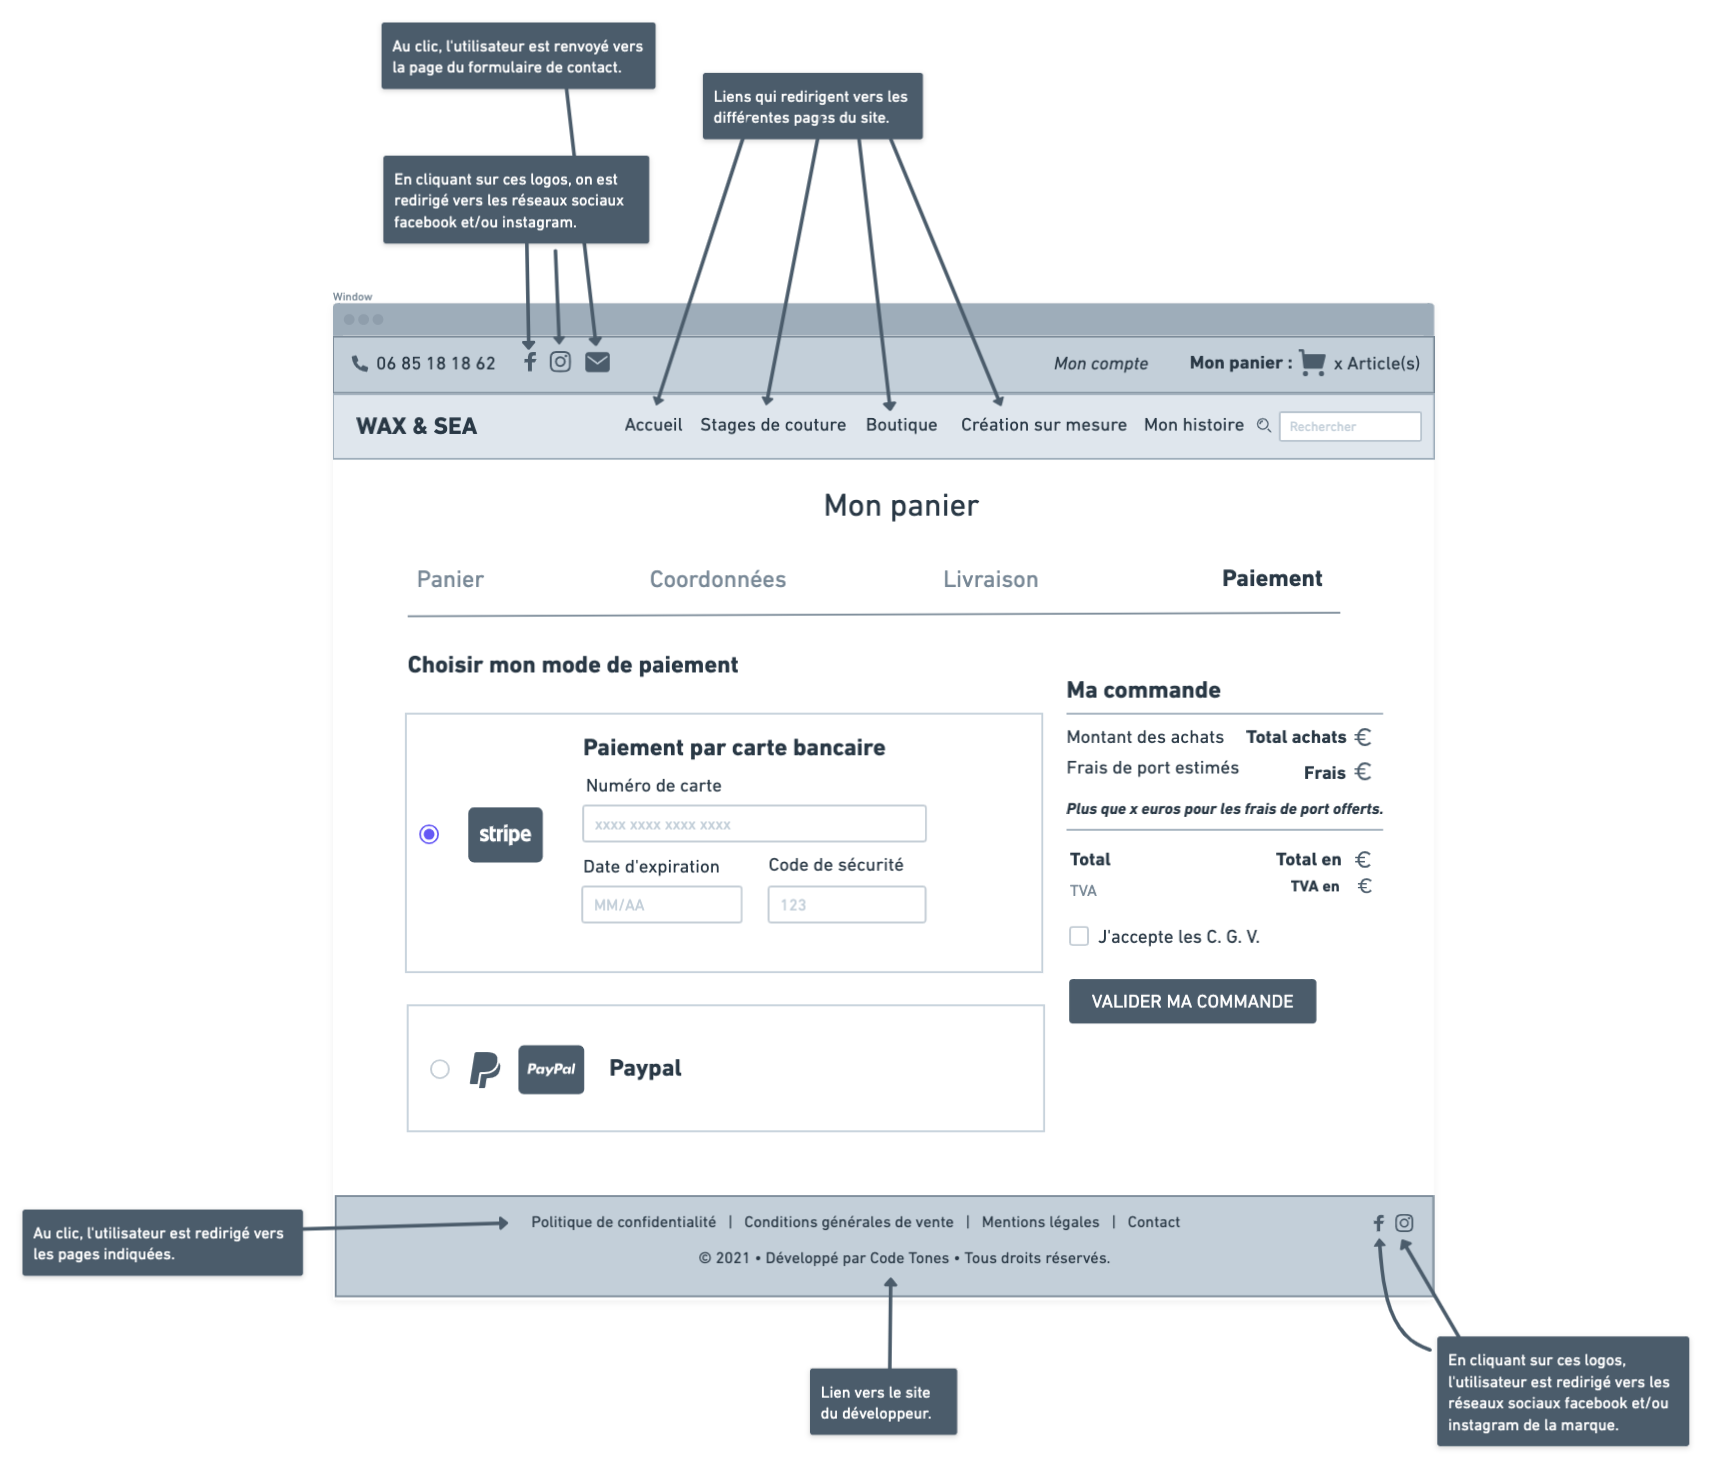 Au clic, l'utilisateur est renvoyé vers
la page du formulaire de contact.
Liens qui redirigent vers les
différentes pages du site.
En cliquant sur ces logos, on est
redirigé vers les réseaux sociaux
facebook et/ou instagram.
Window
06 85 18 18 62
Mon compte
Mon panier : x Article(s)
WAX & SEA
Accueil
Stages de couture
Boutique
Création sur mesure
Mon histoire
Rechercher
Mon panier
Panier
Coordonnées
Livraison
Paiement
Choisir mon mode de paiement
Paiement par carte bancaire
Numéro de carte
xxxx xxxx xxxx xxxx
stripe
Date d'expiration
Code de sécurité
MM/AA
123
PayPal
Paypal
Ma commande
Montant des achats Total achats €
Frais de port estimés Frais €
Plus que x euros pour les frais de port offerts.
Total Total en €
TVA TVA en €
J'accepte les C. G. V.
VALIDER MA COMMANDE
Au clic, l'utilisateur est redirigé vers
les pages indiquées.
Politique de confidentialité | Conditions générales de vente | Mentions légales | Contact
© 2021 • Développé par Code Tones • Tous droits réservés.
Lien vers le site
du développeur.
En cliquant sur ces logos,
l'utilisateur est redirigé vers les
réseaux sociaux facebook et/ou
instagram de la marque.